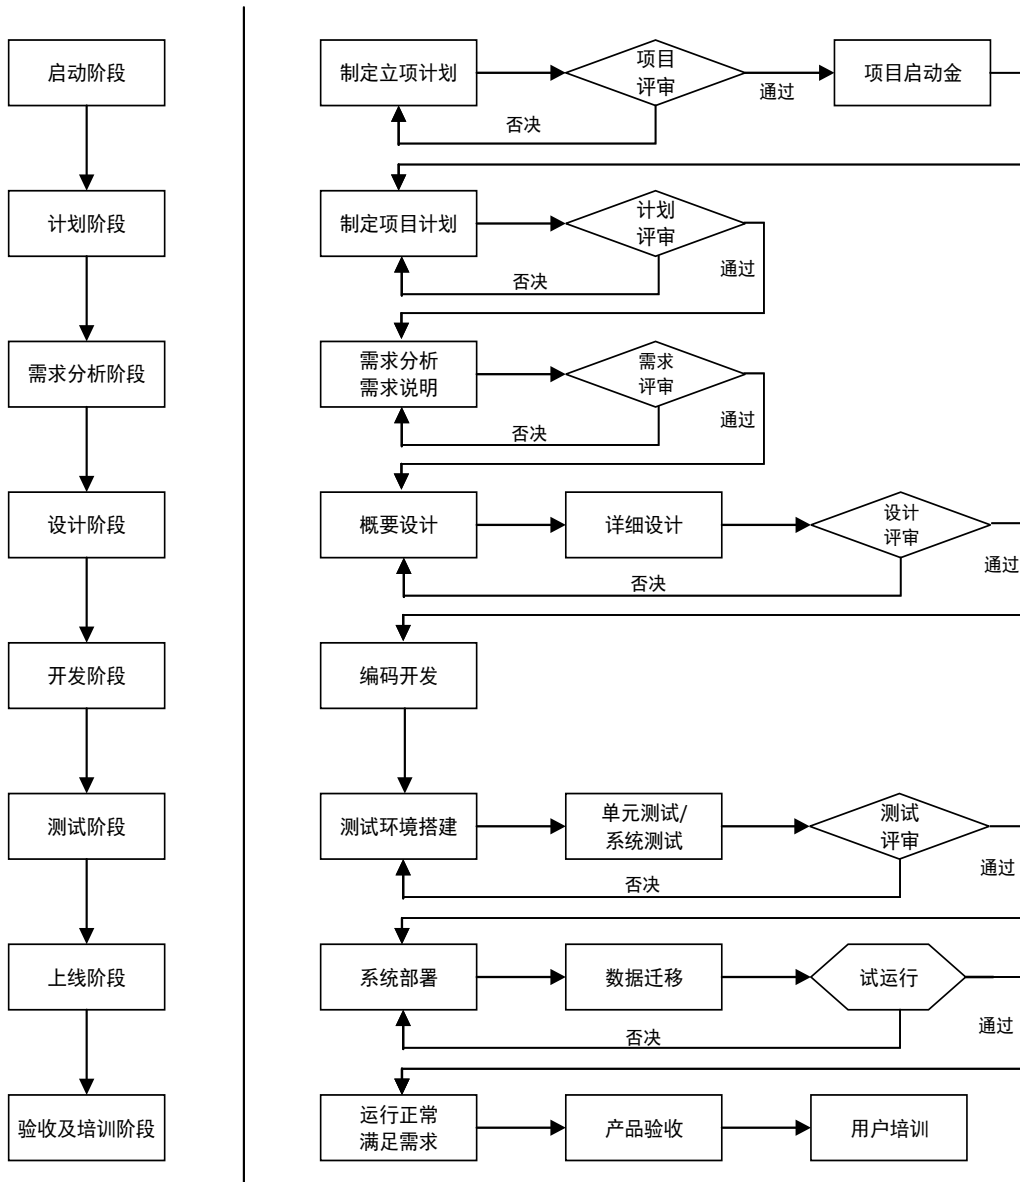 启动阶段
制定立项计划
项目
评审
通过
项目启动金
否决
计划阶段
制定项目计划
计划
评审
通过
否决
需求分析阶段
需求分析
需求说明
需求
评审
通过
否决
设计阶段
概要设计
详细设计
设计
评审
通过
否决
开发阶段
编码开发
测试阶段
测试环境搭建
单元测试/
系统测试
测试
评审
通过
否决
上线阶段
系统部署
数据迁移
试运行
通过
否决
验收及培训阶段
运行正常
满足需求
产品验收
用户培训